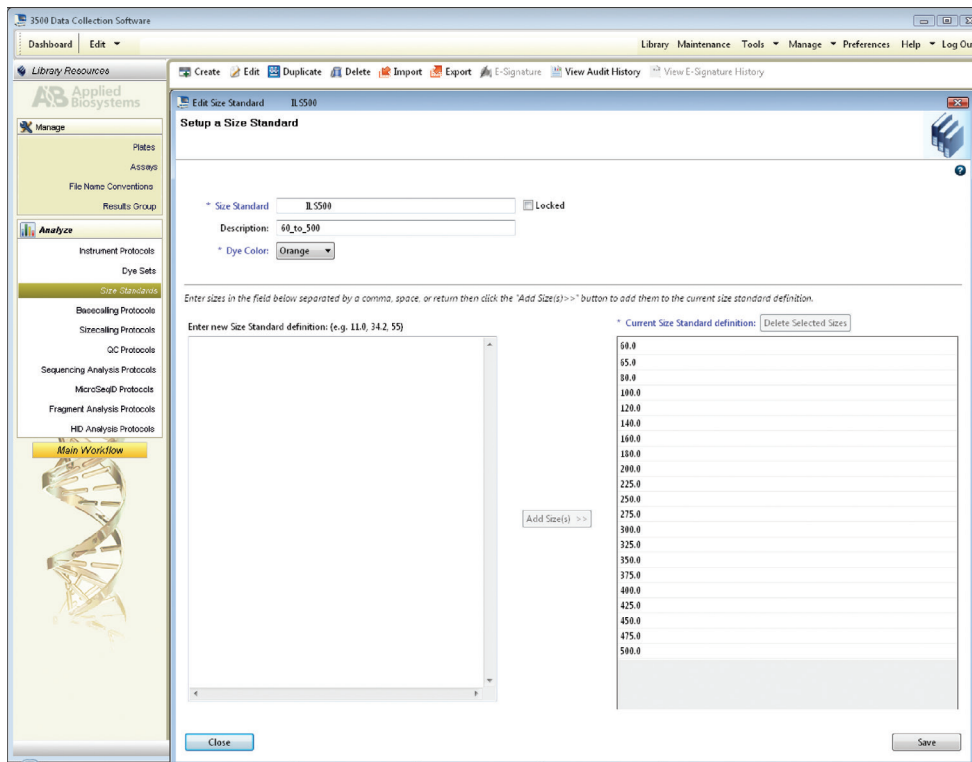 3500 Data Collection Software
Dashboard Edit
Library Maintenance Tools Manage Preferences Help Log Ou
Library Resources
Create Edit Duplicate Delete Import Export E-Signature View Audit History View E-Signature History
AB Applied Biosystems
Manage
Plates
Assays
File Name Conventions
Results Group
Analyze
Instrument Protocols
Dye Sets
Size Standards
Basecalling Protocols
Sizecalling Protocols
QC Protocols
Sequencing Analysis Protocols
MicroSeqID Protocols
Fragment Analysis Protocols
HID Analysis Protocols
Main Workflow
Edit Size Standard ILS500
Setup a Size Standard
* Size Standard ILS500 Locked
Description: 60_to_500
* Dye Color: Orange
Enter sizes in the field below separated by a comma, space, or return then click the "Add Size(s)>>" button to add them to the current size standard definition.
Enter new Size Standard definition: (e.g. 11.0, 34.2, 55)
* Current Size Standard definition: Delete Selected Sizes
60.0
65.0
80.0
100.0
120.0
140.0
160.0
180.0
200.0
225.0
250.0
275.0
300.0
325.0
350.0
375.0
400.0
425.0
450.0
475.0
500.0
Add Size(s) >>
Close
Save